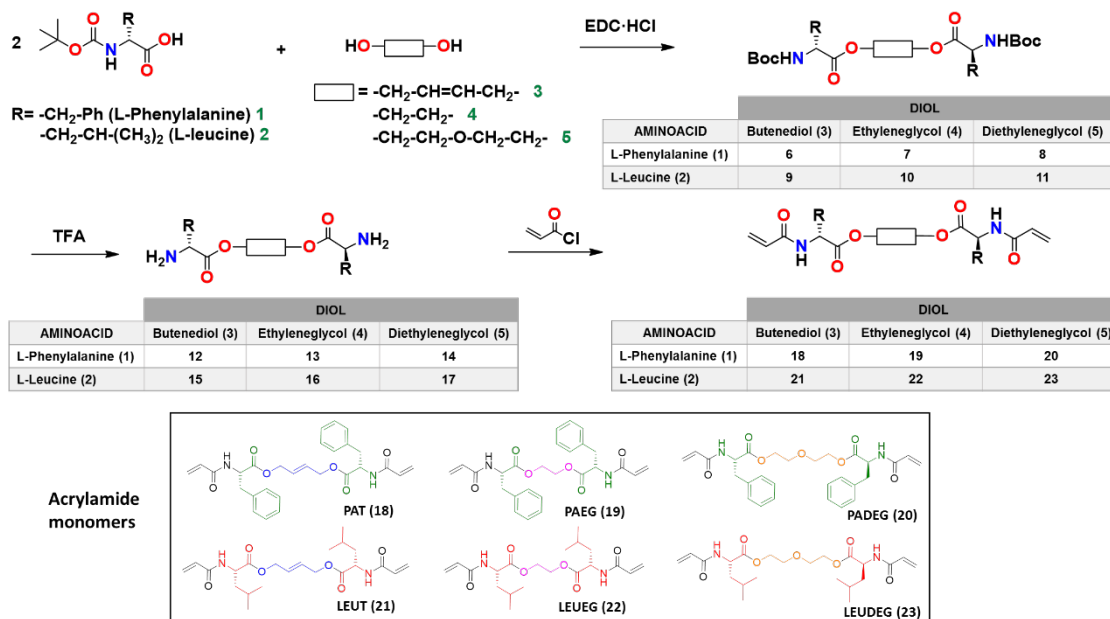 2
R
O
O
N
H
OH
O
+
HO
OH
EDC·HCl
R
BocHN
O
O
O
O
NHBoc
R
R= -CH2-Ph (L-Phenylalanine) 1
-CH2-CH-(CH3)2 (L-leucine) 2
= -CH2-CH=CH-CH2- 3
-CH2-CH2- 4
-CH2-CH2-O-CH2-CH2- 5
DIOL
AMINOACID Butenediol (3) Ethyleneglycol (4) Diethyleneglycol (5)
L-Phenylalanine (1) 6 7 8
L-Leucine (2) 9 10 11
TFA
R
H2N
O
O
O
O
NH2
R
O
Cl
O
N
H
R
O
O
O
O
R
H
N
O
DIOL
AMINOACID Butenediol (3) Ethyleneglycol (4) Diethyleneglycol (5)
L-Phenylalanine (1) 12 13 14
L-Leucine (2) 15 16 17
DIOL
AMINOACID Butenediol (3) Ethyleneglycol (4) Diethyleneglycol (5)
L-Phenylalanine (1) 18 19 20
L-Leucine (2) 21 22 23
Acrylamide
monomers
O
H
N
O
O
O
O
N
H
O
PAT (18)
O
H
N
O
O
O
O
N
H
O
PAEG (19)
O
H
N
O
O
O
O
O
H
N
O
PADEG (20)
O
H
N
O
O
O
O
N
H
O
LEUT (21)
O
H
N
O
O
O
O
N
H
O
LEUEG (22)
O
H
N
O
O
O
O
O
H
N
O
LEUDEG (23)